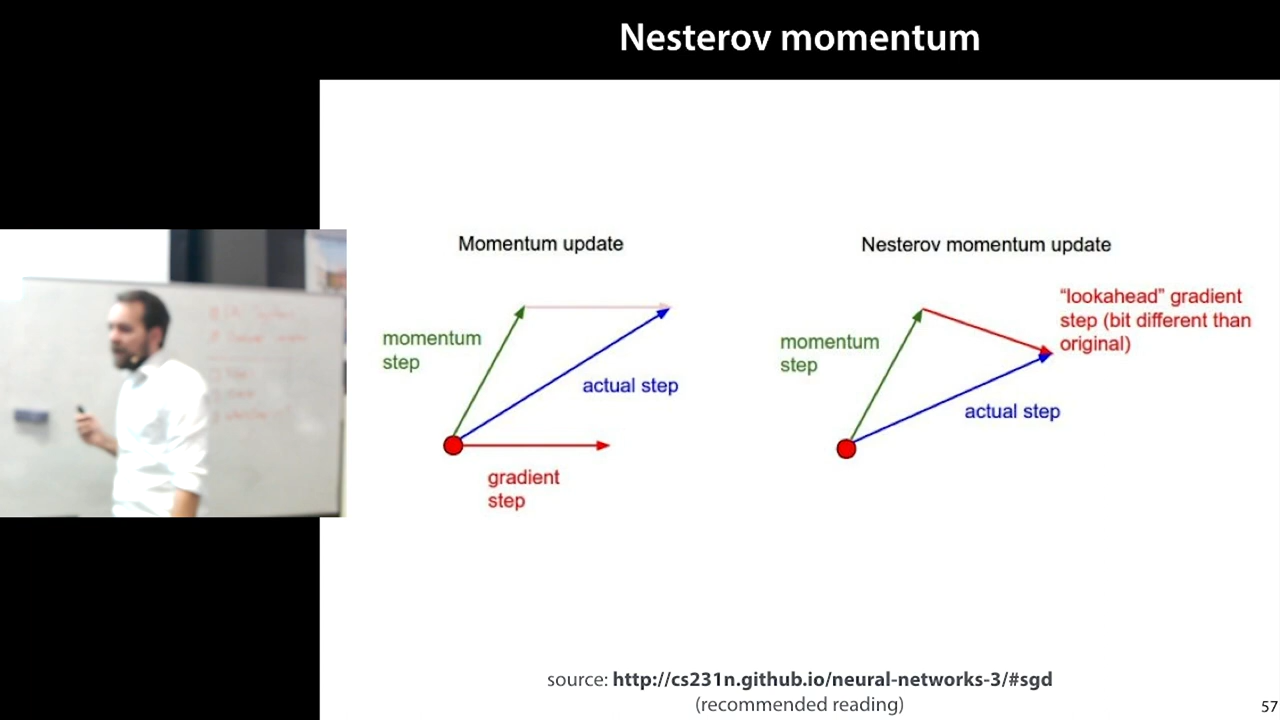 Nesterov momentum
Momentum update
momentum
step
actual step
gradient
step
Nesterov momentum update
momentum
step
“lookahead” gradient
step (bit different than
original)
actual step
source: http://cs231n.github.io/neural-networks-3/#sgd
(recommended reading)
57